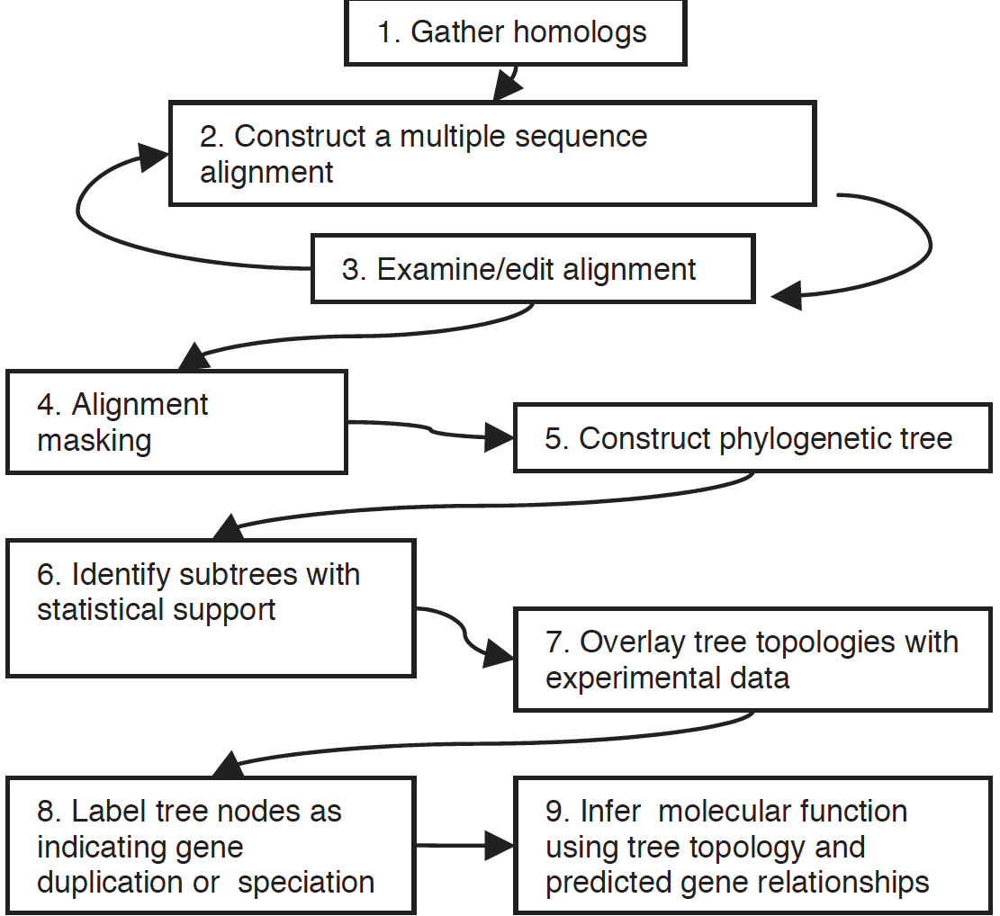 1. Gather homologs
2. Construct a multiple sequence
alignment
3. Examine/edit alignment
4. Alignment
masking
5. Construct phylogenetic tree
6. Identify subtrees with
statistical support
7. Overlay tree topologies with
experimental data
8. Label tree nodes as
indicating gene
duplication or  speciation
9. Infer  molecular function
using tree topology and
predicted gene relationships